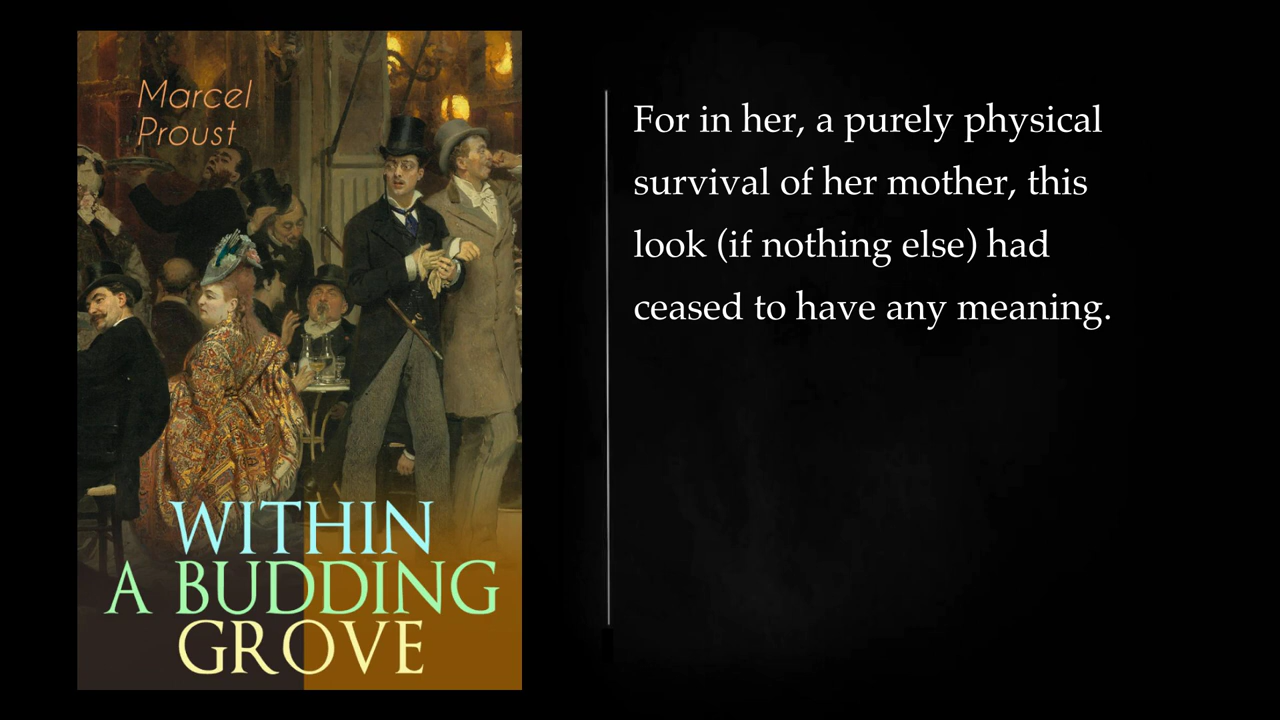 Marcel
Proust
WITHIN
A BUDDING
GROVE
For in her, a purely physical
survival of her mother, this
look (if nothing else) had
ceased to have any meaning.